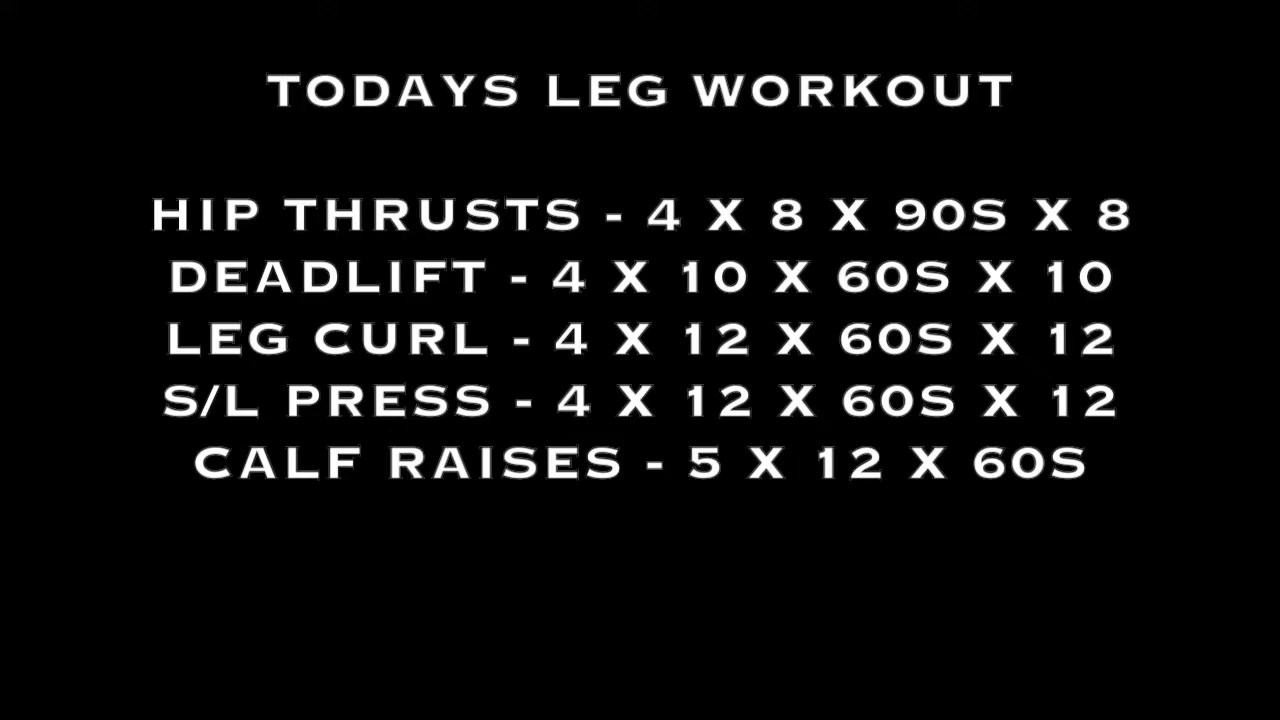 TODAYS LEG WORKOUT
HIP THRUSTS - 4 X 8 X 90S X 8
DEADLIFT - 4 X 10 X 60S X 10
LEG CURL - 4 X 12 X 60S X 12
S/L PRESS - 4 X 12 X 60S X 12
CALF RAISES - 5 X 12 X 60S